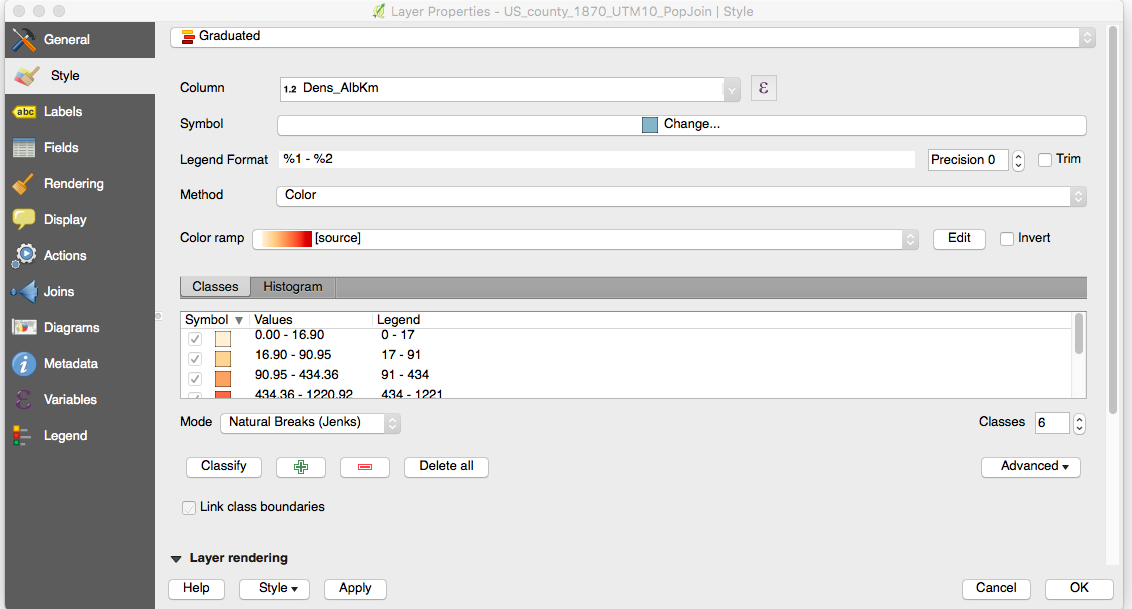 Layer Properties - US_county_1870_UTM10_PopJoin | Style
General
Style
abc Labels
Fields
Rendering
Display
Actions
Joins
Diagrams
Metadata
Variables
Legend
Graduated
Column 1.2 Dens_AlbKm ε
Symbol Change...
Legend Format %1 - %2 Precision 0 Trim
Method Color
Color ramp [source] Edit Invert
Classes Histogram
Symbol Values Legend
0.00 - 16.90 0 - 17
16.90 - 90.95 17 - 91
90.95 - 434.36 91 - 434
434.36 - 1220.92 434 - 1221
Mode Natural Breaks (Jenks) Classes 6
Classify Delete all Advanced
Link class boundaries
Layer rendering
Help Style Apply Cancel OK